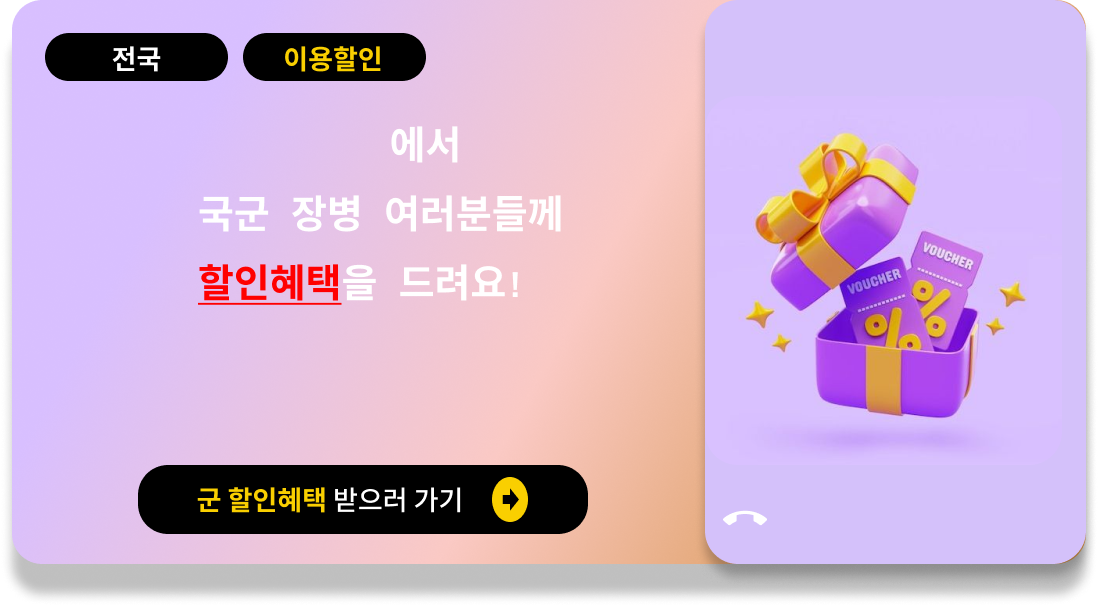 전국
이용할인
에서
국군 장병 여러분들께
할인혜택을 드려요!
군 할인혜택 받으러 가기
VOUCHER
VOUCHER
%
%